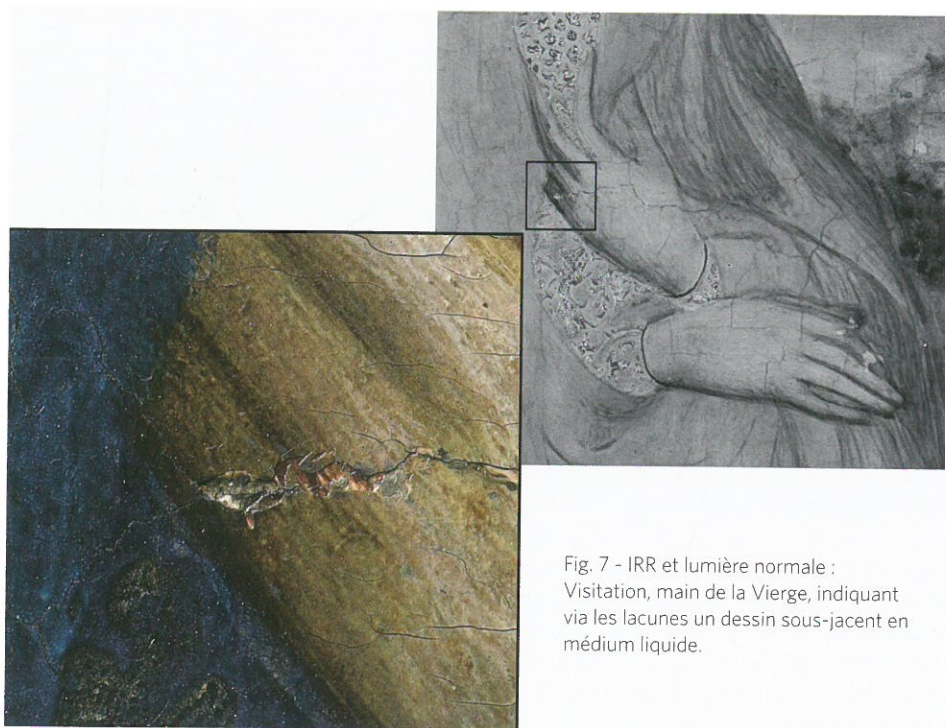 Fig. 7 - IRR et lumière normale :
Visitation, main de la Vierge, indiquant
via les lacunes un dessin sous-jacent en
médium liquide.